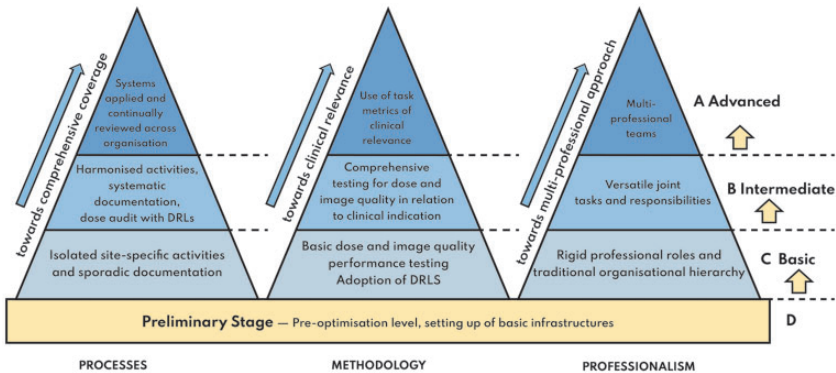 towards comprehensive coverage
Systems
applied and
continually
reviewed across
organisation
Harmonised activities,
systematic
documentation,
dose audit with DRLs
Isolated site-specific activities
and sporadic documentation
towards clinical relevance
Use of task
metrics of
clinical
relevance
Comprehensive
testing for dose and
image quality in relation
to clinical indication
Basic dose and image quality
performance testing
Adoption of DRLS
towards multi-professional approach
Multi-
professional
teams
Versatile joint
tasks and responsibilities
Rigid professional roles and
traditional organisational hierarchy
A Advanced
B Intermediate
C Basic
Preliminary Stage — Pre-optimisation level, setting up of basic infrastructures
D
PROCESSES
METHODOLOGY
PROFESSIONALISM